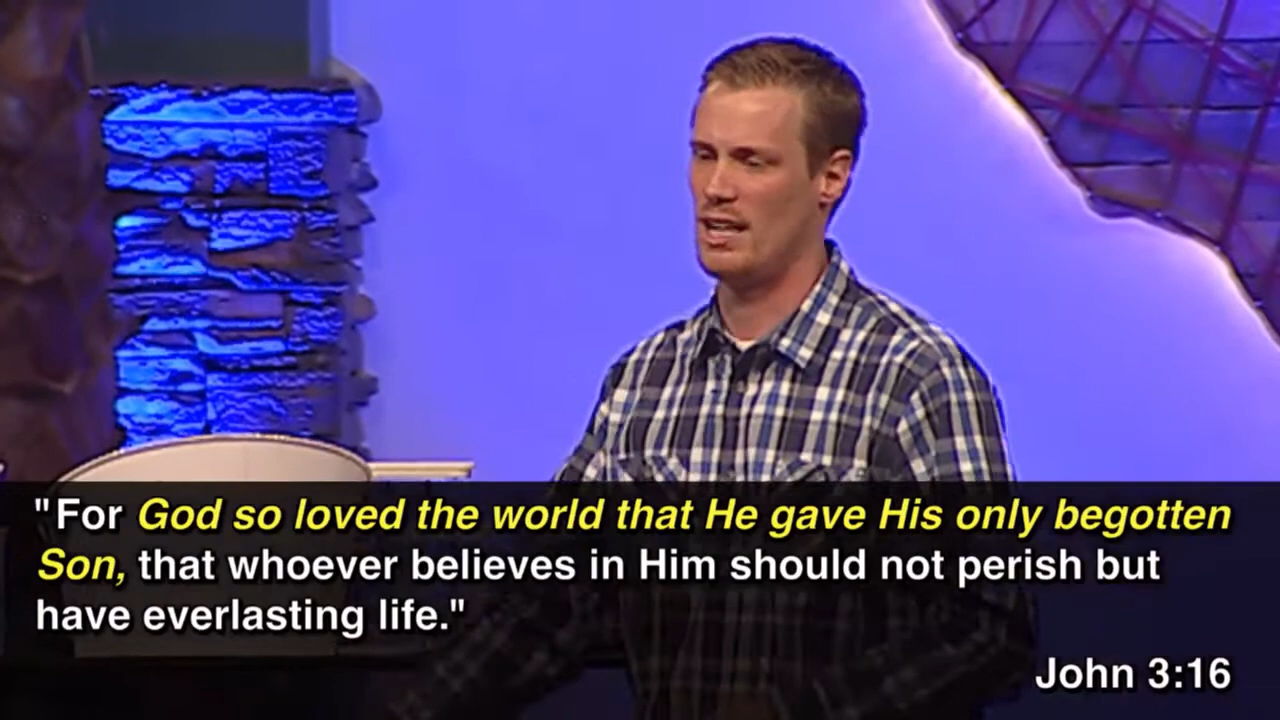 "For God so loved the world that He gave His only begotten
Son, that whoever believes in Him should not perish but
have everlasting life."
John 3:16